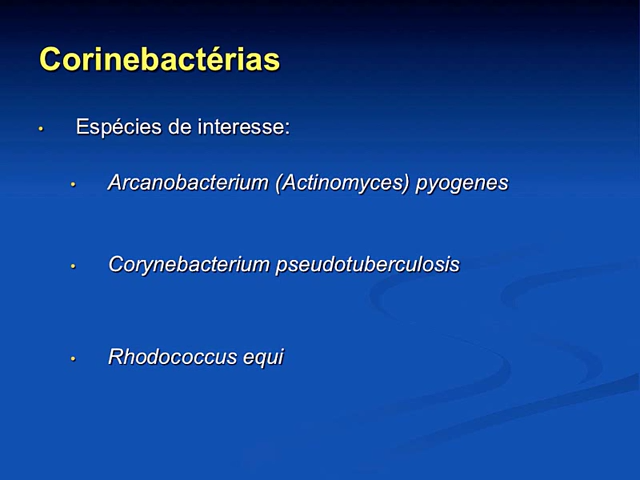 Corinebactérias
• Espécies de interesse:
• Arcanobacterium (Actinomyces) pyogenes
• Corynebacterium pseudotuberculosis
• Rhodococcus equi